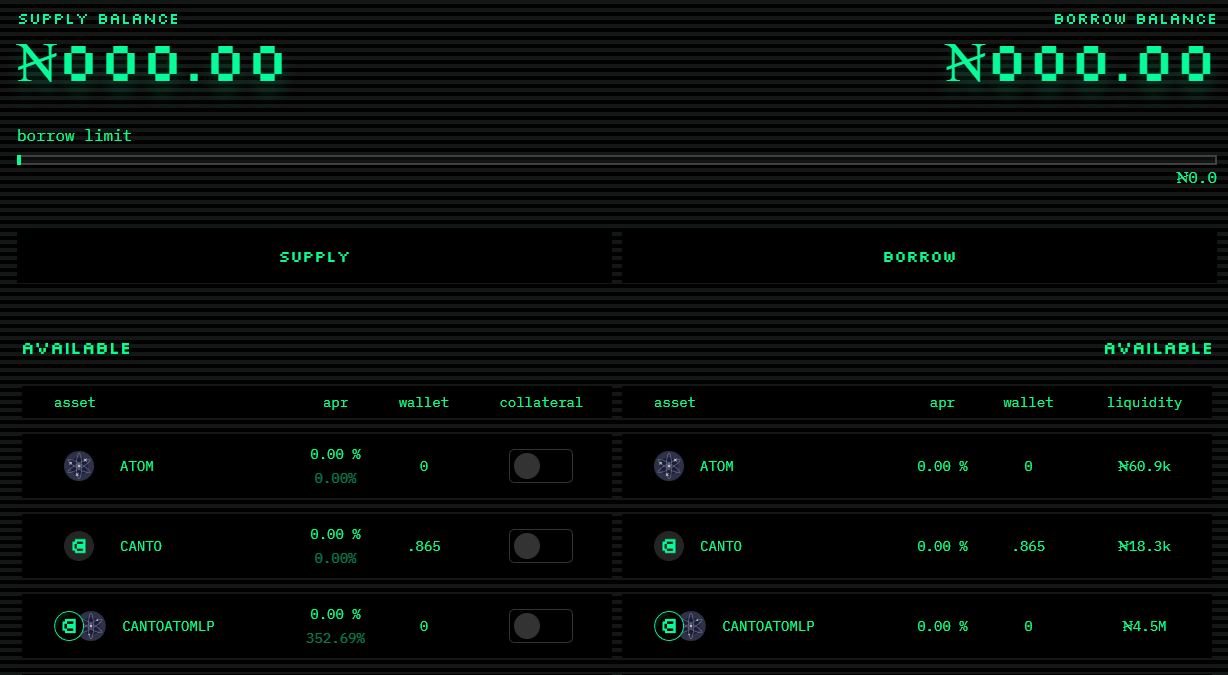 SUPPLY BALANCE BORROW BALANCE
₦000.00 ₦000.00
borrow limit
₦0.0
SUPPLY BORROW
AVAILABLE AVAILABLE
asset apr wallet collateral asset apr wallet liquidity
ATOM 0.00 % 0 ATOM 0.00 % 0 ₦60.9k
0.00%
CANTO 0.00 % .865 CANTO 0.00 % .865 ₦18.3k
0.00%
CANTOATOMLP 0.00 % 0 CANTOATOMLP 0.00 % 0 ₦4.5M
352.69%